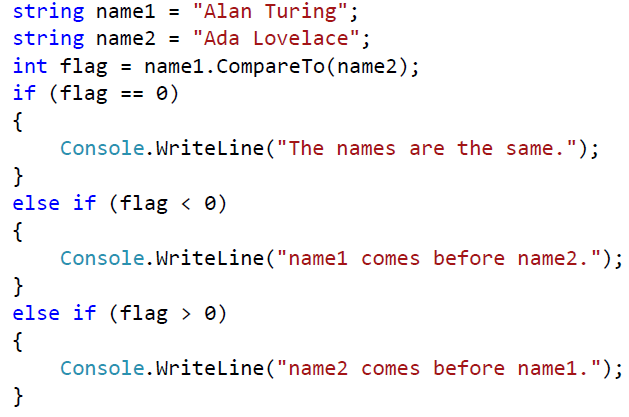 string name1 = "Alan Turing";
string name2 = "Ada Lovelace";
int flag = name1.CompareTo(name2);
if (flag == 0)
{
    Console.WriteLine("The names are the same.");
}
else if (flag < 0)
{
    Console.WriteLine("name1 comes before name2.");
}
else if (flag > 0)
{
    Console.WriteLine("name2 comes before name1.");
}